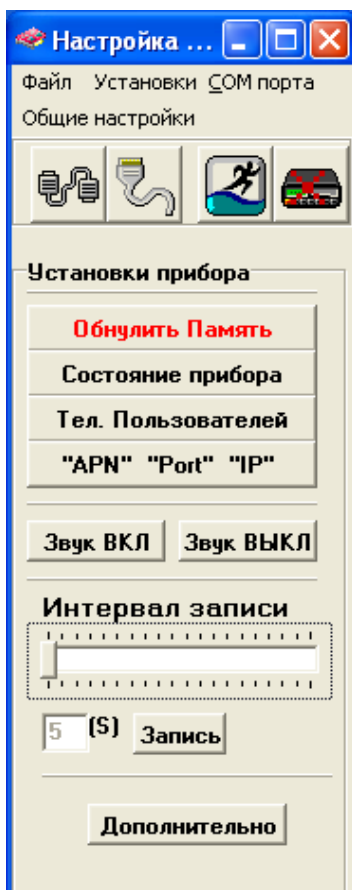 Настройка ...
Файл Установки COM порта
Общие настройки
Установки прибора
Обнулить Память
Состояние прибора
Тел. Пользователей
"APN" "Port" "IP"
Звук ВКЛ Звук ВЫКЛ
Интервал записи
5 (S) Запись
Дополнительно